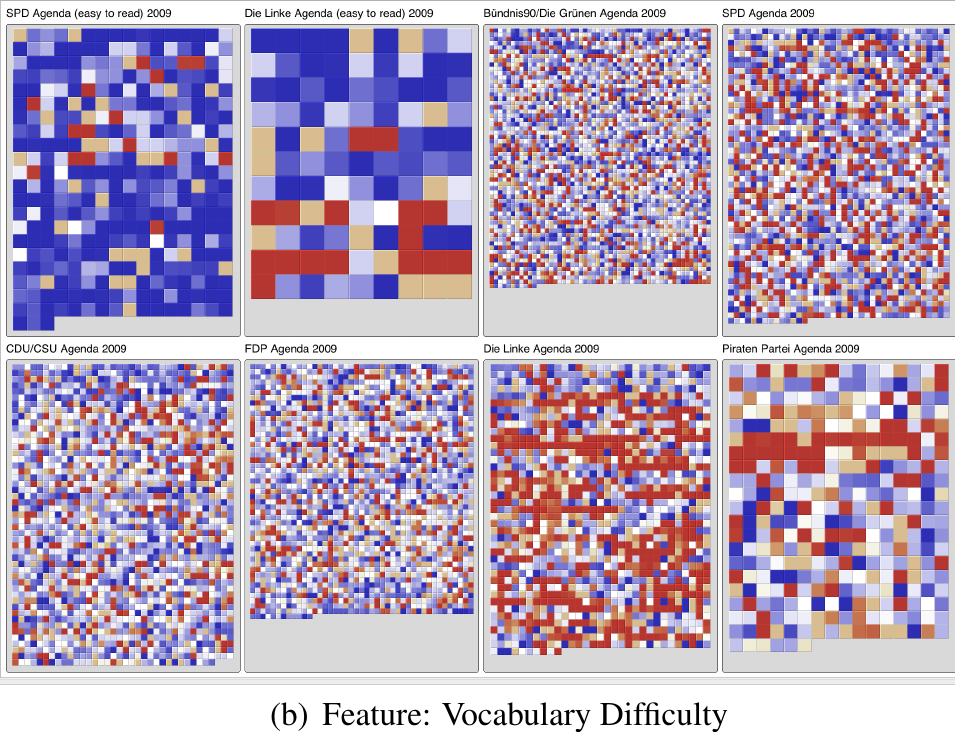 SPD Agenda (easy to read) 2009
Die Linke Agenda (easy to read) 2009
Bündnis90/Die Grünen Agenda 2009
SPD Agenda 2009
CDU/CSU Agenda 2009
FDP Agenda 2009
Die Linke Agenda 2009
Piraten Partei Agenda 2009
(b) Feature: Vocabulary Difficulty